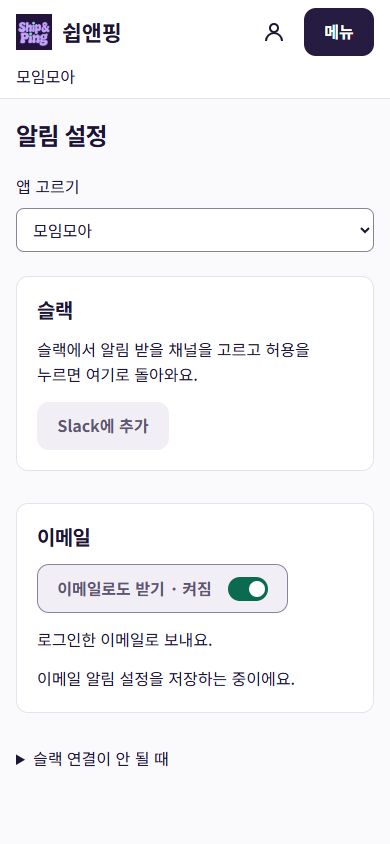 Ship&
Ping
쉽앤핑
메뉴
모임모아
알림 설정
앱 고르기
모임모아
슬랙
슬랙에서 알림 받을 채널을 고르고 허용을
누르면 여기로 돌아와요.
Slack에 추가
이메일
이메일로도 받기 · 켜짐
로그인한 이메일로 보내요.
이메일 알림 설정을 저장하는 중이에요.
슬랙 연결이 안 될 때